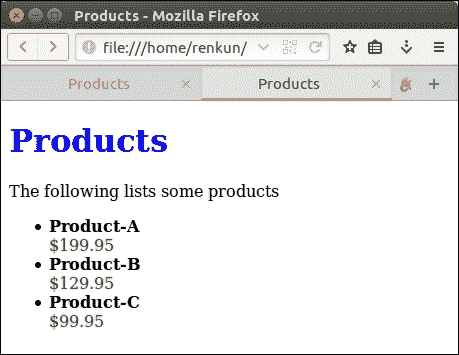 Products - Mozilla Firefox
file:///home/renkun/
Products
Products
Products
The following lists some products
Product-A
$199.95
Product-B
$129.95
Product-C
$99.95